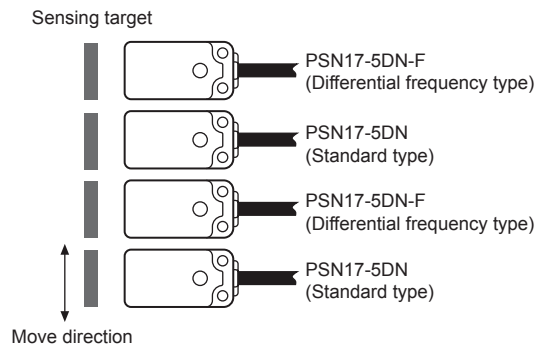 Sensing target
PSN17-5DN-F
(Differential frequency type)
PSN17-5DN
(Standard type)
PSN17-5DN-F
(Differential frequency type)
PSN17-5DN
(Standard type)
Move direction